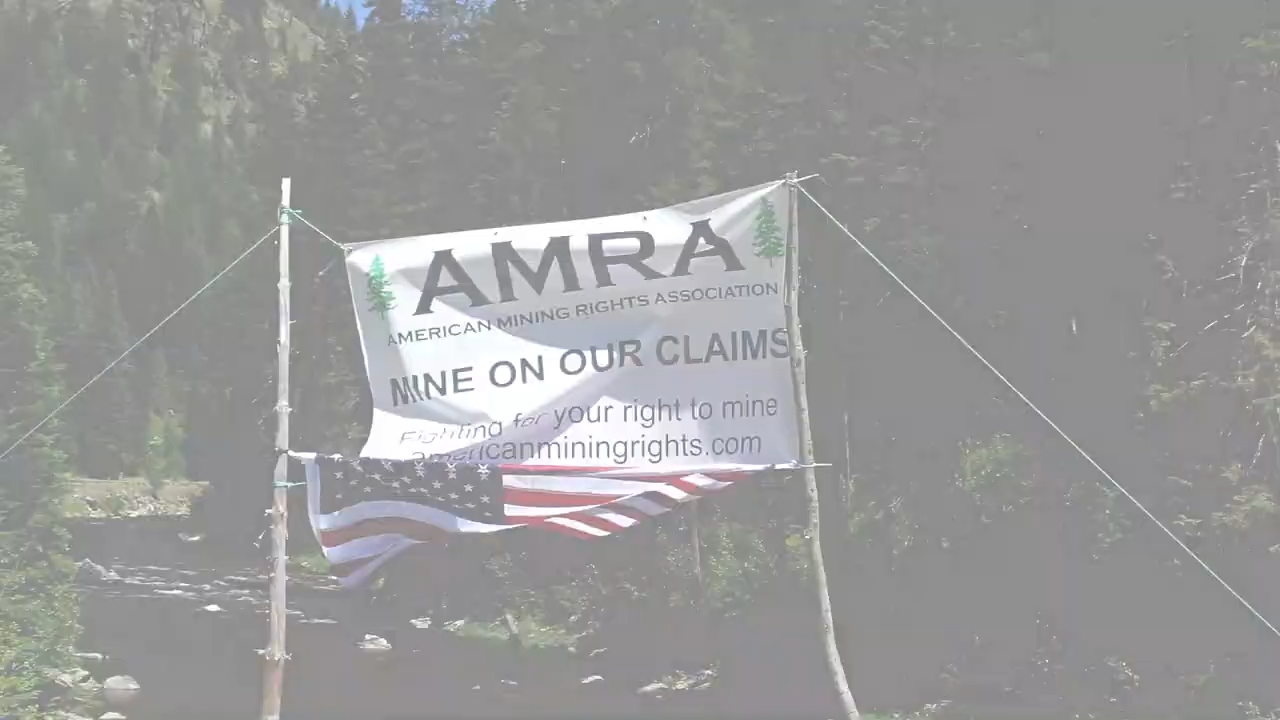 AMRA
AMERICAN MINING RIGHTS ASSOCIATION
MINE ON OUR CLAIMS
Fighting for your right to mine
americanminingrights.com